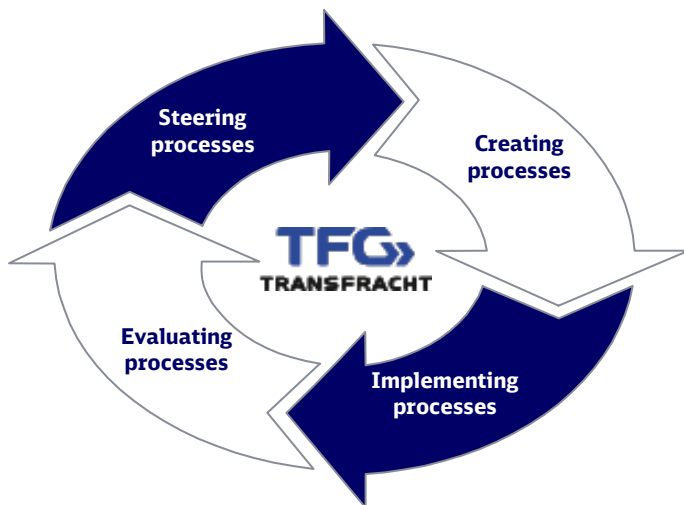 Steering
processes
Creating
processes
TFG
TRANSFRACHT
Evaluating
processes
Implementing
processes